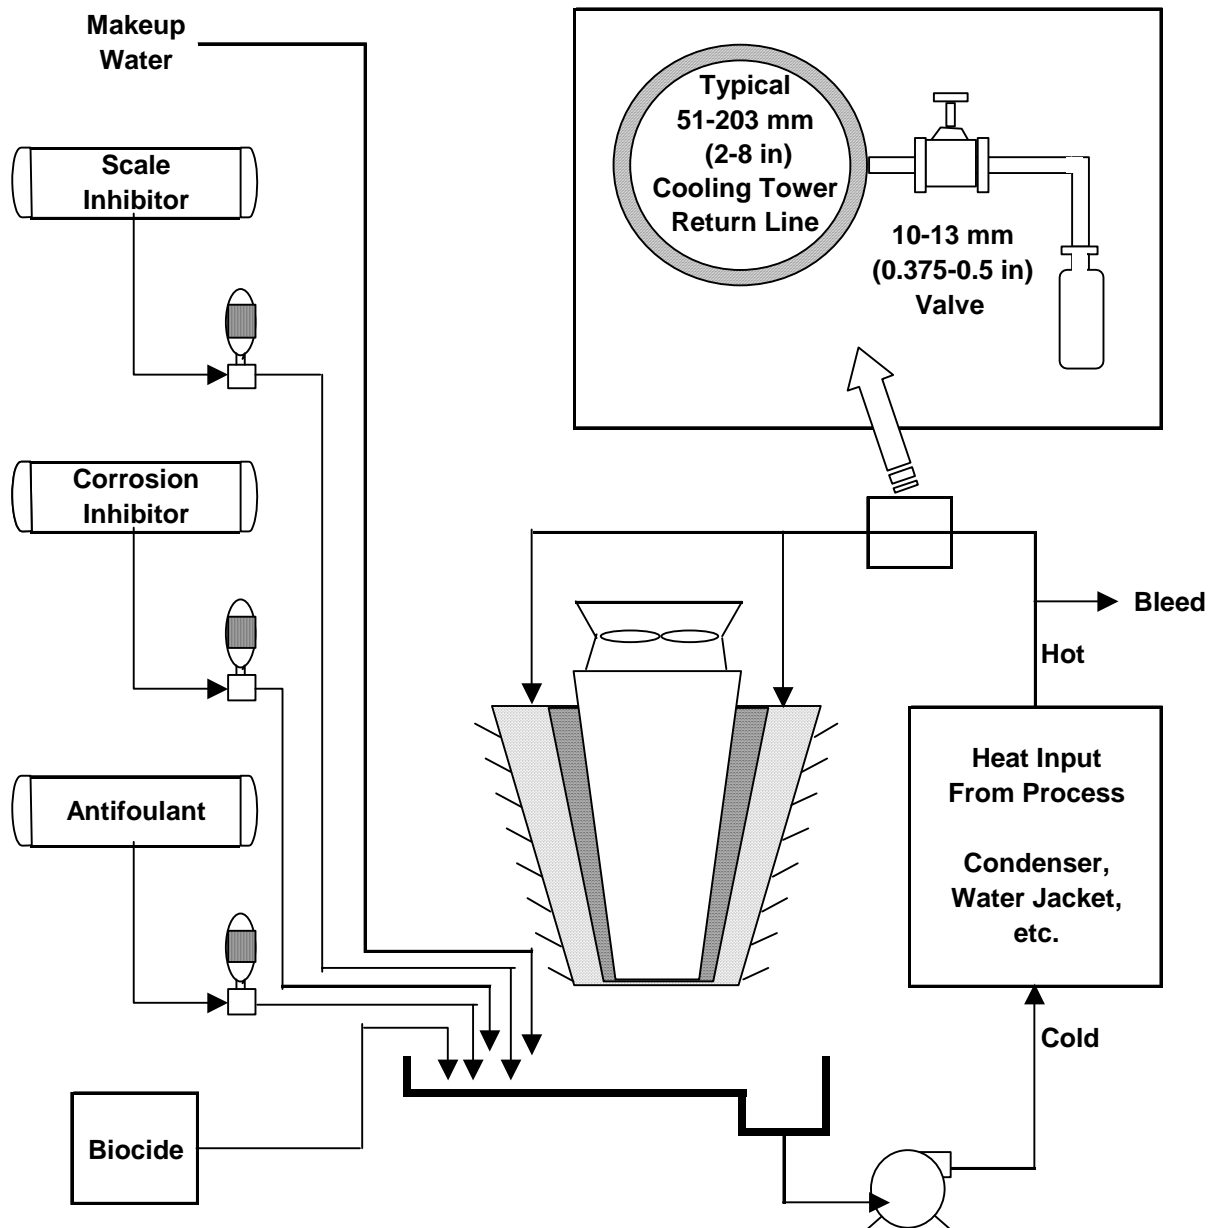 Makeup
Water
Typical
51-203 mm
(2-8 in)
Cooling Tower
Return Line
10-13 mm
(0.375-0.5 in)
Valve
Scale
Inhibitor
Corrosion
Inhibitor
Antifoulant
Biocide
Bleed
Hot
Heat Input
From Process
Condenser,
Water Jacket,
etc.
Cold